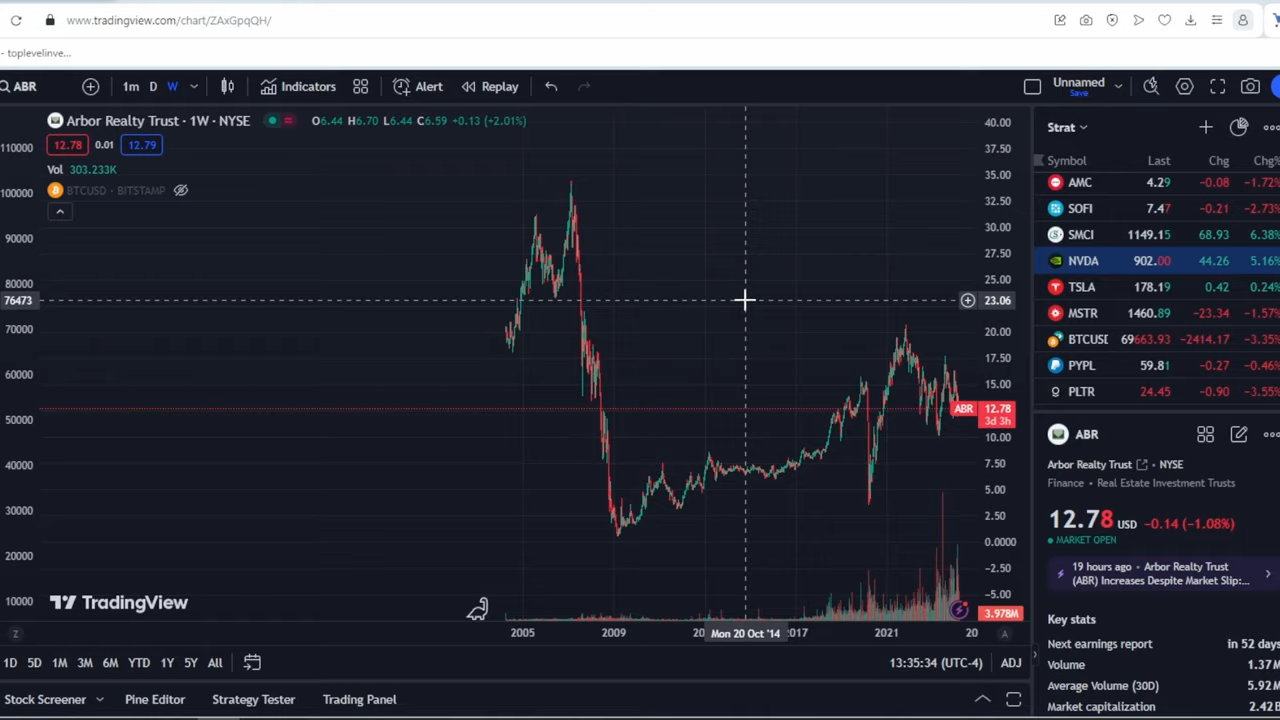 www.tradingview.com/chart/ZAxGpqQH/
- toplevelinve...
ABR
1m D W Indicators Alert Replay
Unnamed
Save
Arbor Realty Trust · 1W · NYSE O6.44 H6.70 L6.44 C6.59 +0.13 (+2.01%)
12.78 0.01 12.79
Vol 303.233K
BTCUSD · BITSTAMP
110000
100000
90000
80000
76473
70000
60000
50000
40000
30000
20000
10000
40.00
37.50
35.00
32.50
30.00
27.50
25.00
23.06
20.00
17.50
15.00
ABR 12.78
3d 3h
10.00
7.50
5.00
2.50
0.0000
−2.50
−5.00
3.978M
TradingView
Z 2005 2009 20 Mon 20 Oct '14 2017 2021 20 A
1D 5D 1M 3M 6M YTD 1Y 5Y All 13:35:34 (UTC-4) ADJ
Stock Screener Pine Editor Strategy Tester Trading Panel
Strat
Symbol Last Chg Chg%
AMC 4.29 −0.08 −1.72%
SOFI 7.47 −0.21 −2.73%
SMCI 1149.15 68.93 6.38%
NVDA 902.00 44.26 5.16%
TSLA 178.19 0.42 0.24%
MSTR 1460.89 −23.34 −1.57%
BTCUSD 69663.93 −2414.17 −3.35%
PYPL 59.81 −0.27 −0.46%
PLTR 24.45 −0.90 −3.55%
ABR
Arbor Realty Trust • NYSE
Finance • Real Estate Investment Trusts
12.78 USD −0.14 (−1.08%)
MARKET OPEN
19 hours ago • Arbor Realty Trust
(ABR) Increases Despite Market Slip:...
Key stats
Next earnings report in 52 days
Volume 1.37M
Average Volume (30D) 5.92M
Market capitalization 2.42B